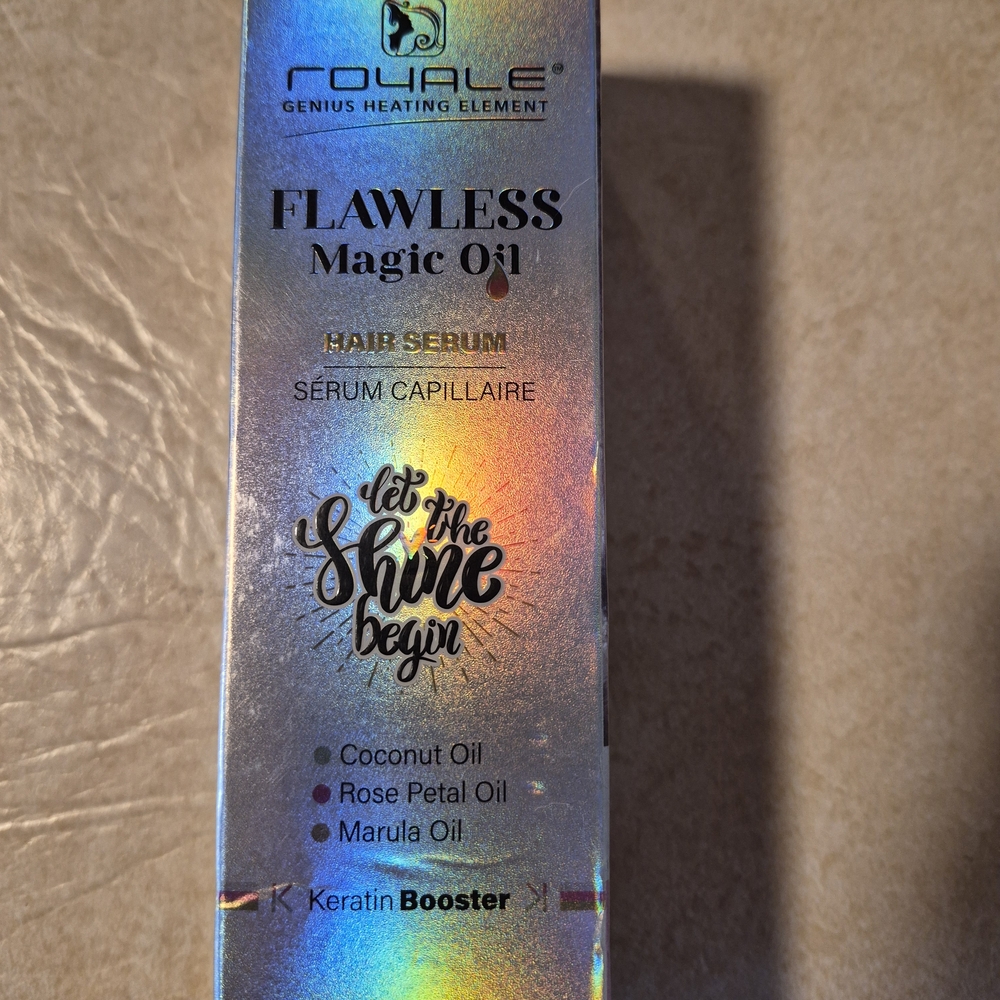 ROYALE®
GENIUS HEATING ELEMENT
FLAWLESS
Magic Oil
HAIR SERUM
SÉRUM CAPILLAIRE
let the
Shine
begin
Coconut Oil
Rose Petal Oil
Marula Oil
K Keratin Booster K